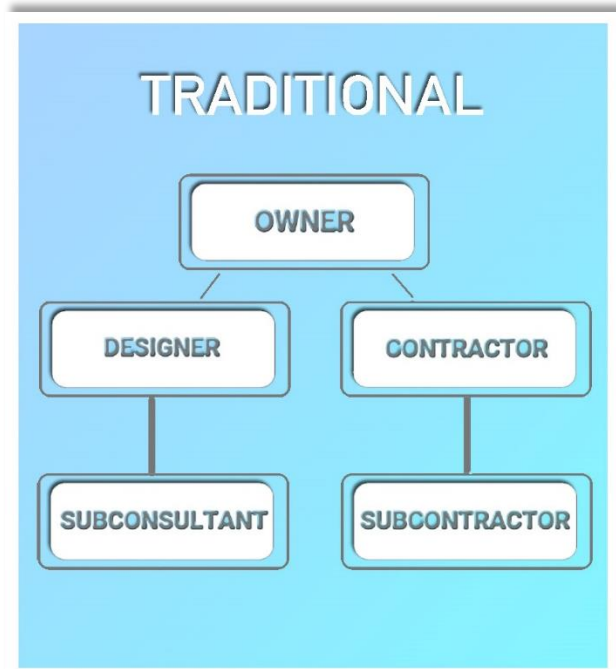 TRADITIONAL
OWNER
DESIGNER
CONTRACTOR
SUBCONSULTANT
SUBCONTRACTOR